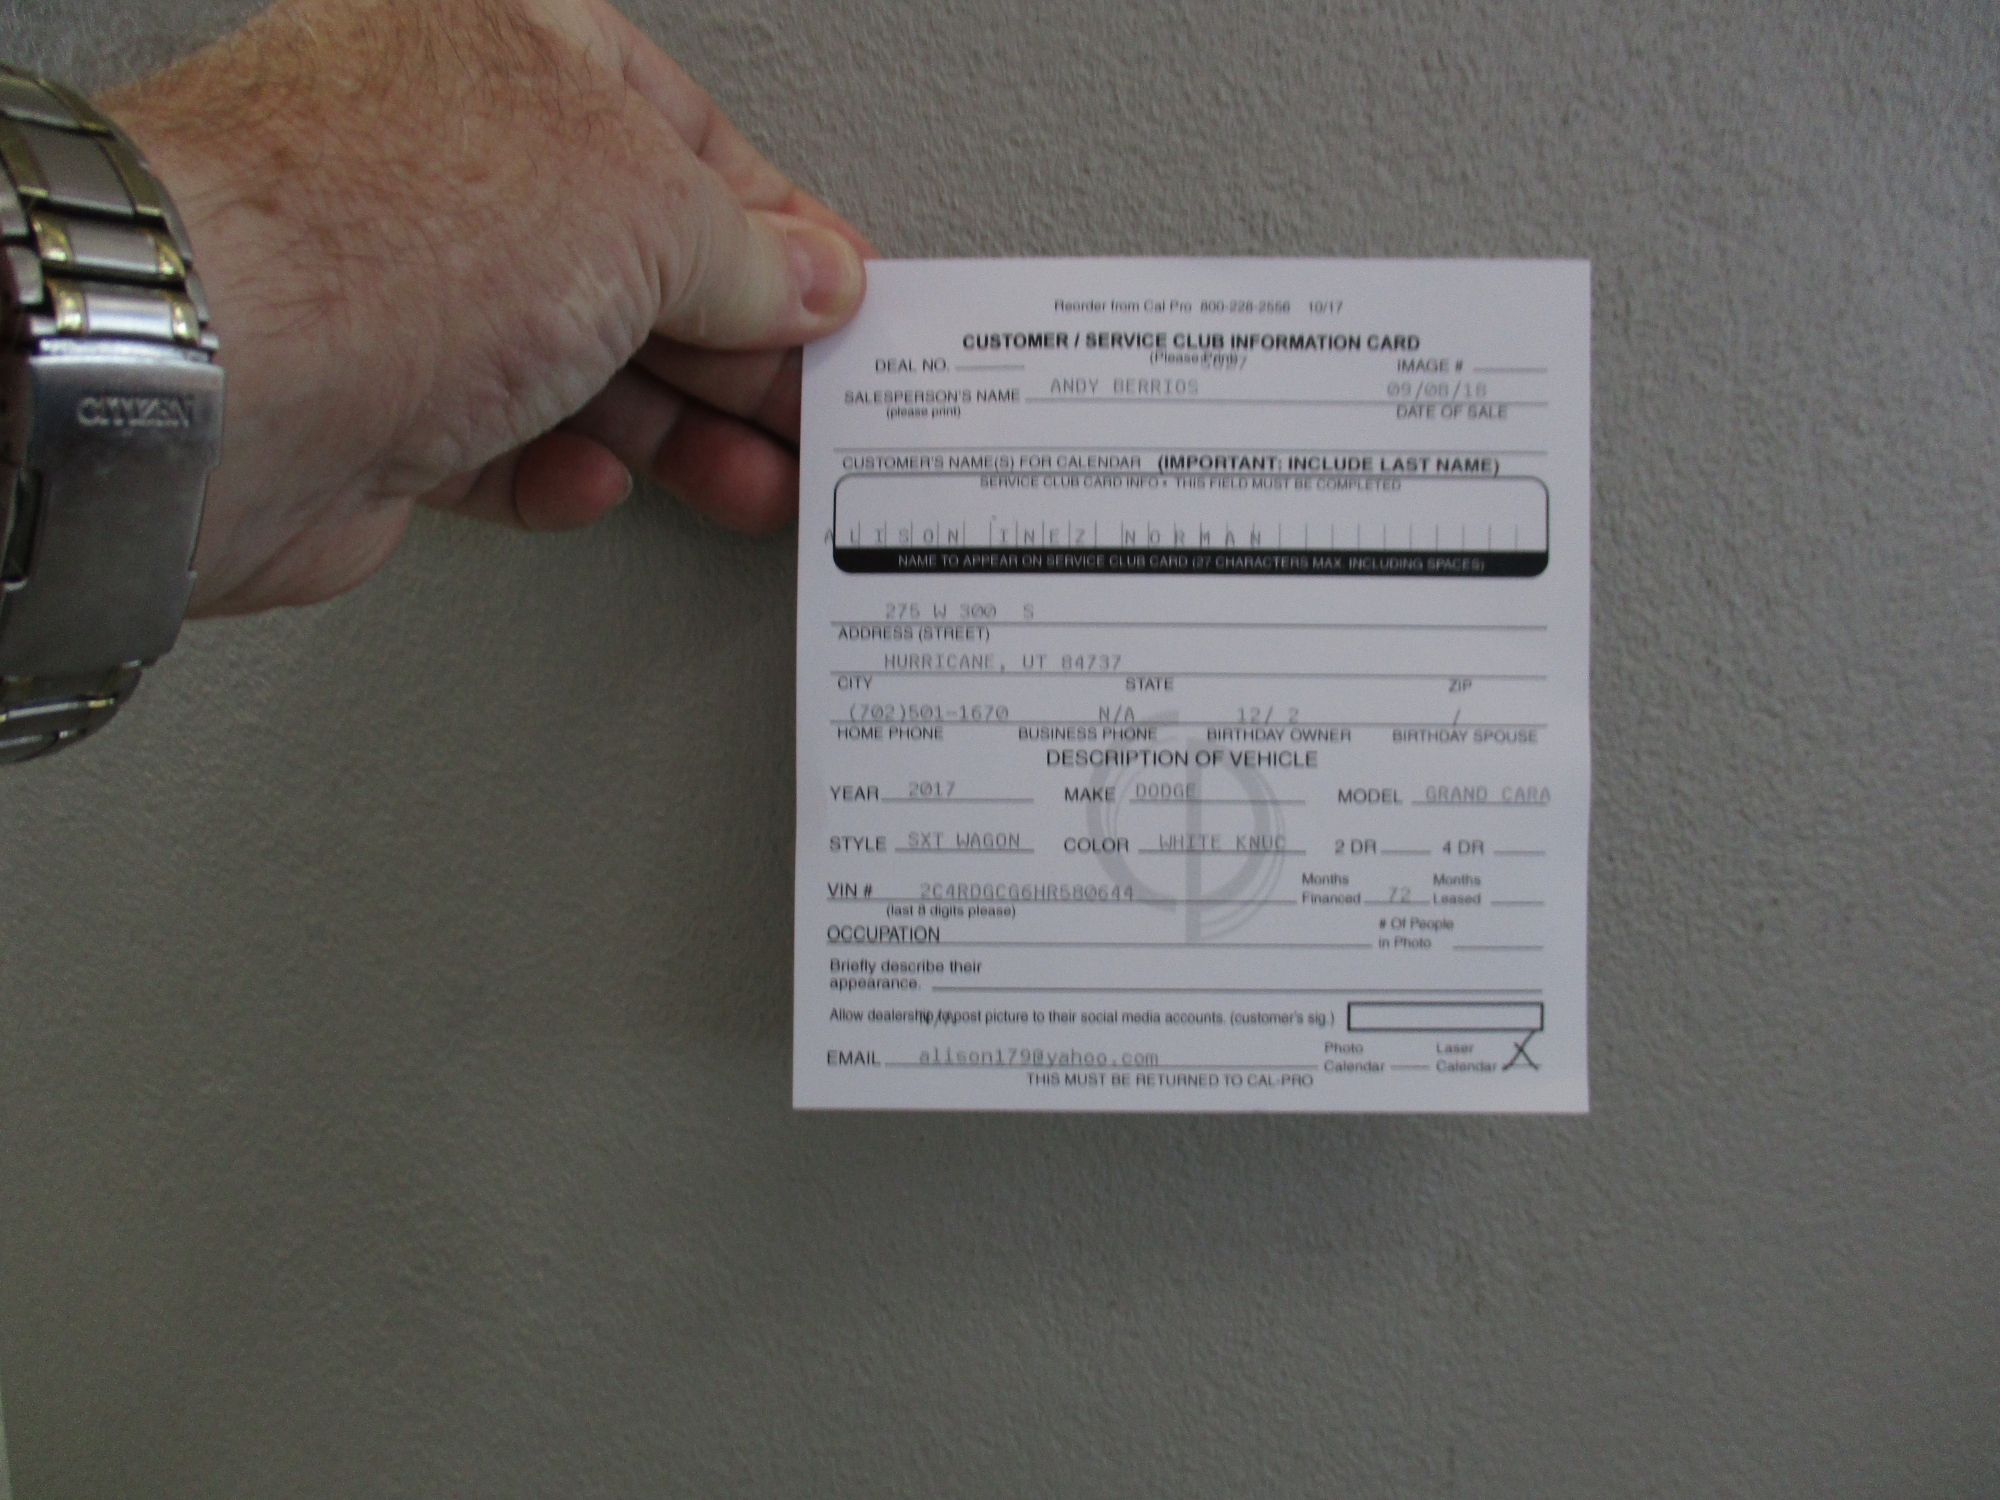 CITIZEN
Reorder from Cal Pro 800-228-2556 10/17
CUSTOMER / SERVICE CLUB INFORMATION CARD
(Please Print)
DEAL NO. IMAGE #
SALESPERSON'S NAME ANDY BERRIOS 09/08/18
(please print) DATE OF SALE
CUSTOMER'S NAME(S) FOR CALENDAR (IMPORTANT: INCLUDE LAST NAME)
SERVICE CLUB CARD INFO • THIS FIELD MUST BE COMPLETED
ALISON INEZ NORMAN
NAME TO APPEAR ON SERVICE CLUB CARD (27 CHARACTERS MAX. INCLUDING SPACES)
275 W 300 S
ADDRESS (STREET)
HURRICANE, UT 84737
CITY STATE ZIP
(702)501-1670 N/A 12/ 2 /
HOME PHONE BUSINESS PHONE BIRTHDAY OWNER BIRTHDAY SPOUSE
DESCRIPTION OF VEHICLE
YEAR 2017 MAKE DODGE MODEL GRAND CARA
STYLE SXT WAGON COLOR WHITE KNUC 2 DR 4 DR
VIN # 2C4RDGCG6HR580644 Months Financed 72 Months Leased
(last 8 digits please)
OCCUPATION # Of People in Photo
Briefly describe their
appearance.
Allow dealership to post picture to their social media accounts. (customer's sig.)
EMAIL alison179@yahoo.com Photo Calendar Laser Calendar X
THIS MUST BE RETURNED TO CAL-PRO